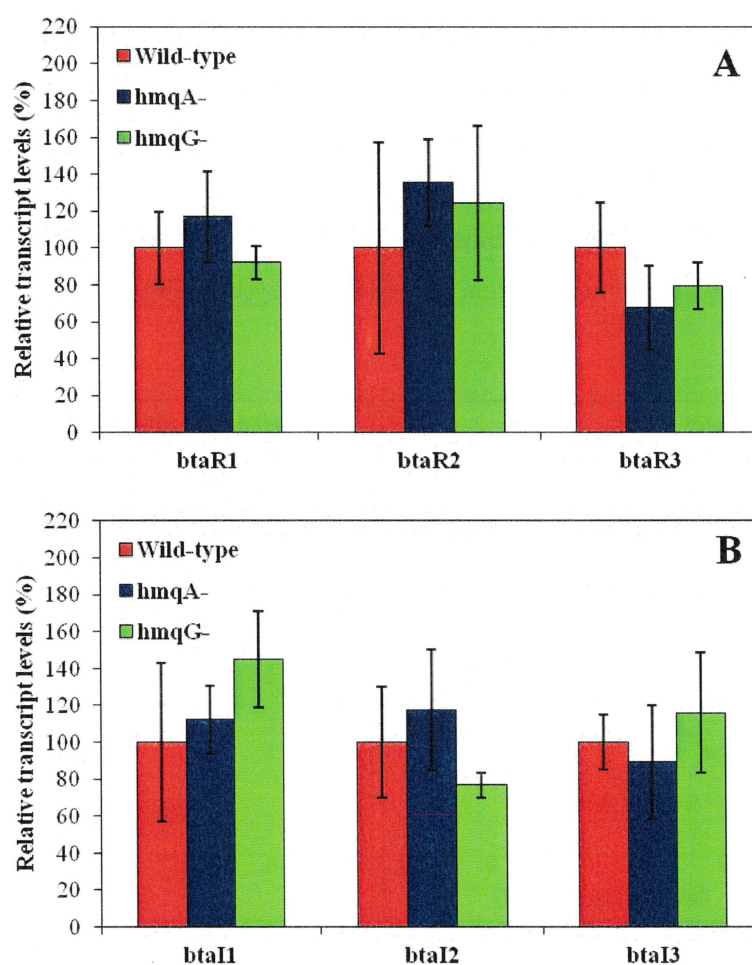 A
Wild-type
hmqA-
hmqG-
Relative transcript levels (%)
220
200
180
160
140
120
100
80
60
40
20
0
btaR1 btaR2 btaR3
B
Wild-type
hmqA-
hmqG-
Relative transcript levels (%)
220
200
180
160
140
120
100
80
60
40
20
0
btaI1 btaI2 btaI3